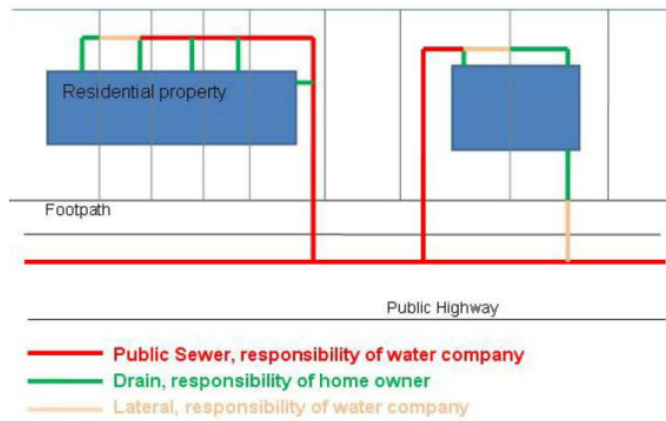 Residential property
Footpath
Public Highway
Public Sewer, responsibility of water company
Drain, responsibility of home owner
Lateral, responsibility of water company